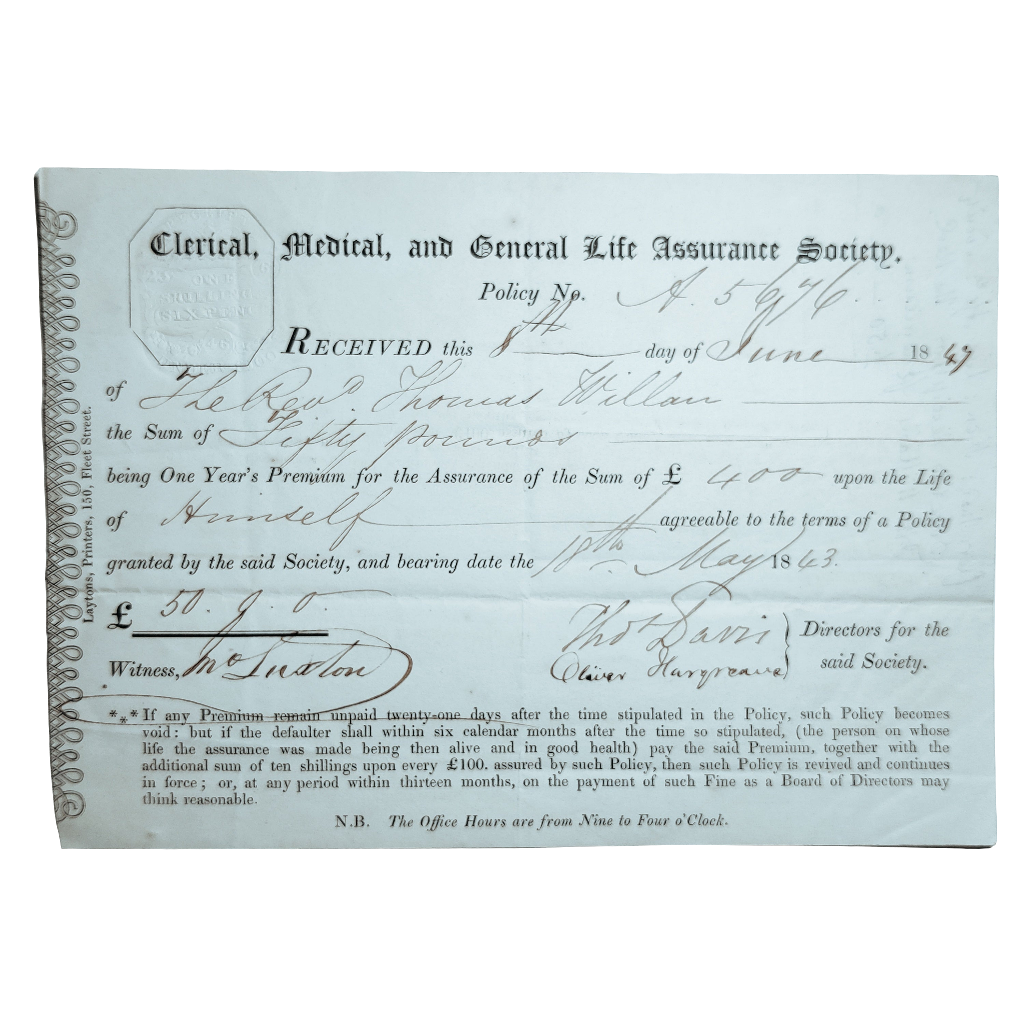 Clerical, Medical, and General Life Assurance Society.
ONE
SHILLING
SIXPEN
Policy No. A. 5676
RECEIVED this 8th day of June 1847
of The Revd. Thomas Willan
the Sum of Fifty pounds
being One Year's Premium for the Assurance of the Sum of £ 400 upon the Life
of Himself agreeable to the terms of a Policy
granted by the said Society, and bearing date the 18th May 1843.
£ 50. 0. 0.
Thos Davis
Directors for the
said Society.
Witness,
Oliver Hargreave
*** If any Premium remain unpaid twenty-one days after the time stipulated in the Policy, such Policy becomes
void: but if the defaulter shall within six calendar months after the time so stipulated, (the person on whose
life the assurance was made being then alive and in good health) pay the said Premium, together with the
additional sum of ten shillings upon every £100. assured by such Policy, then such Policy is revived and continues
in force; or, at any period within thirteen months, on the payment of such Fine as a Board of Directors may
think reasonable.
N.B. The Office Hours are from Nine to Four o'Clock.
Laytons, Printers, 150, Fleet Street.